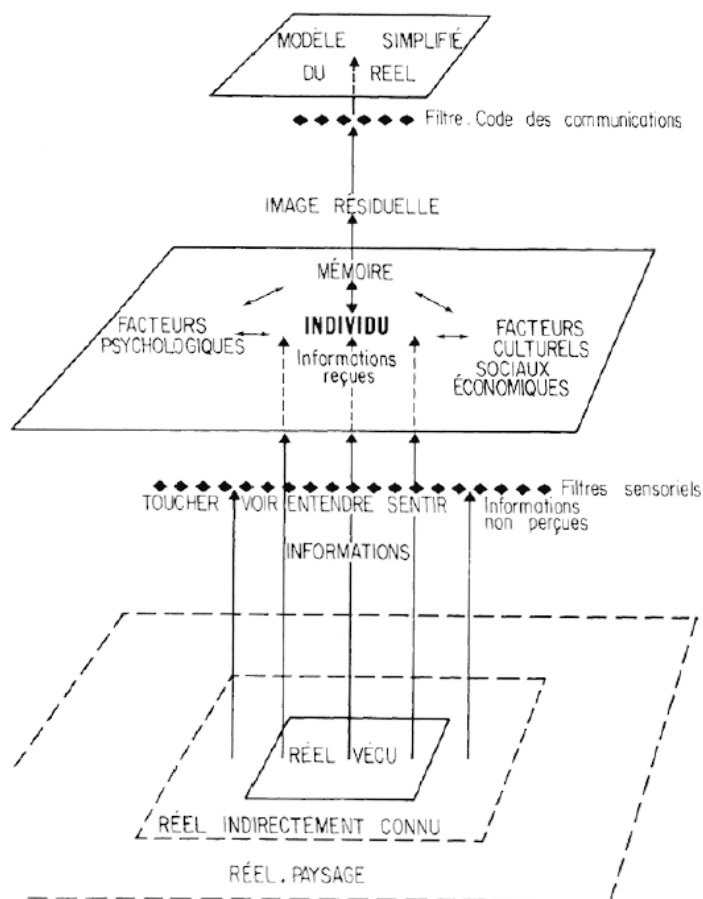 MODÈLE SIMPLIFIÉ
DU REEL
Filtre. Code des communications
IMAGE RÉSIDUELLE
MÉMOIRE
INDIVIDU
FACTEURS
PSYCHOLOGIQUES
Informations
reçues
FACTEURS
CULTURELS
SOCIAUX
ÉCONOMIQUES
Filtres sensoriels
TOUCHER VOIR ENTENDRE SENTIR
Informations
non perçues
INFORMATIONS
RÉEL VÉCU
RÉEL INDIRECTEMENT CONNU
RÉEL. PAYSAGE